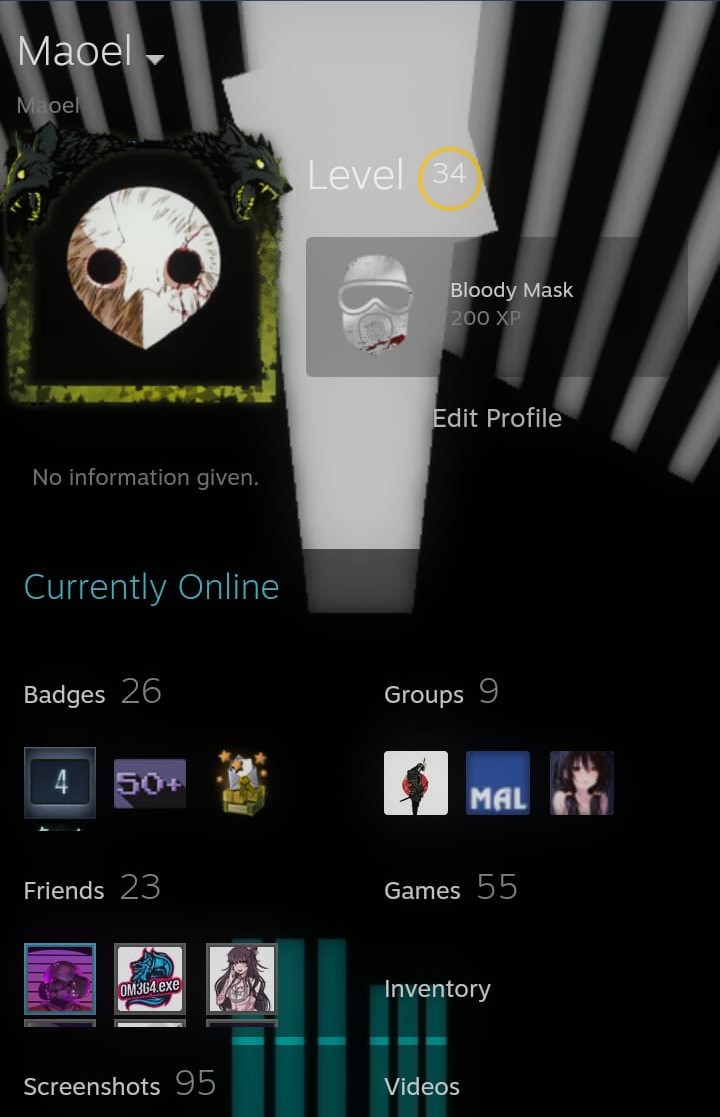 Maoel
Maoel
Level 34
Bloody Mask
200 XP
Edit Profile
No information given.
Currently Online
Badges 26
Groups 9
4
50+
MAL
Friends 23
Games 55
OM3G4.exe
Inventory
Screenshots 95
Videos